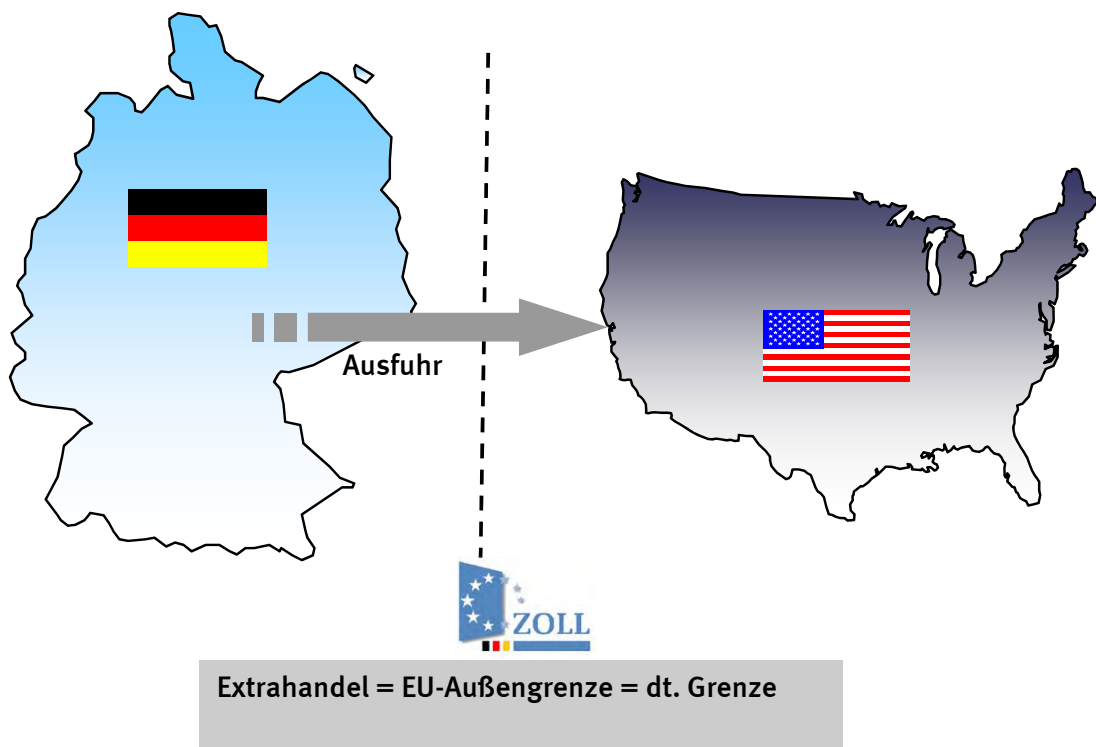 Ausfuhr
ZOLL
Extrahandel = EU-Außengrenze = dt. Grenze